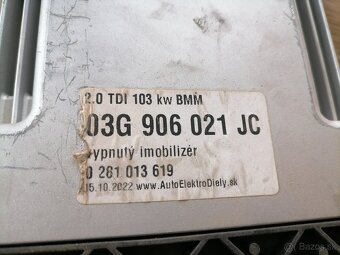 2.0 TDI 103 kw BMM
03G 906 021 JC
vypnutý imobilizér
0 281 013 619
15.10.2022 www.AutoElektroDiely.sk
bazos.sk